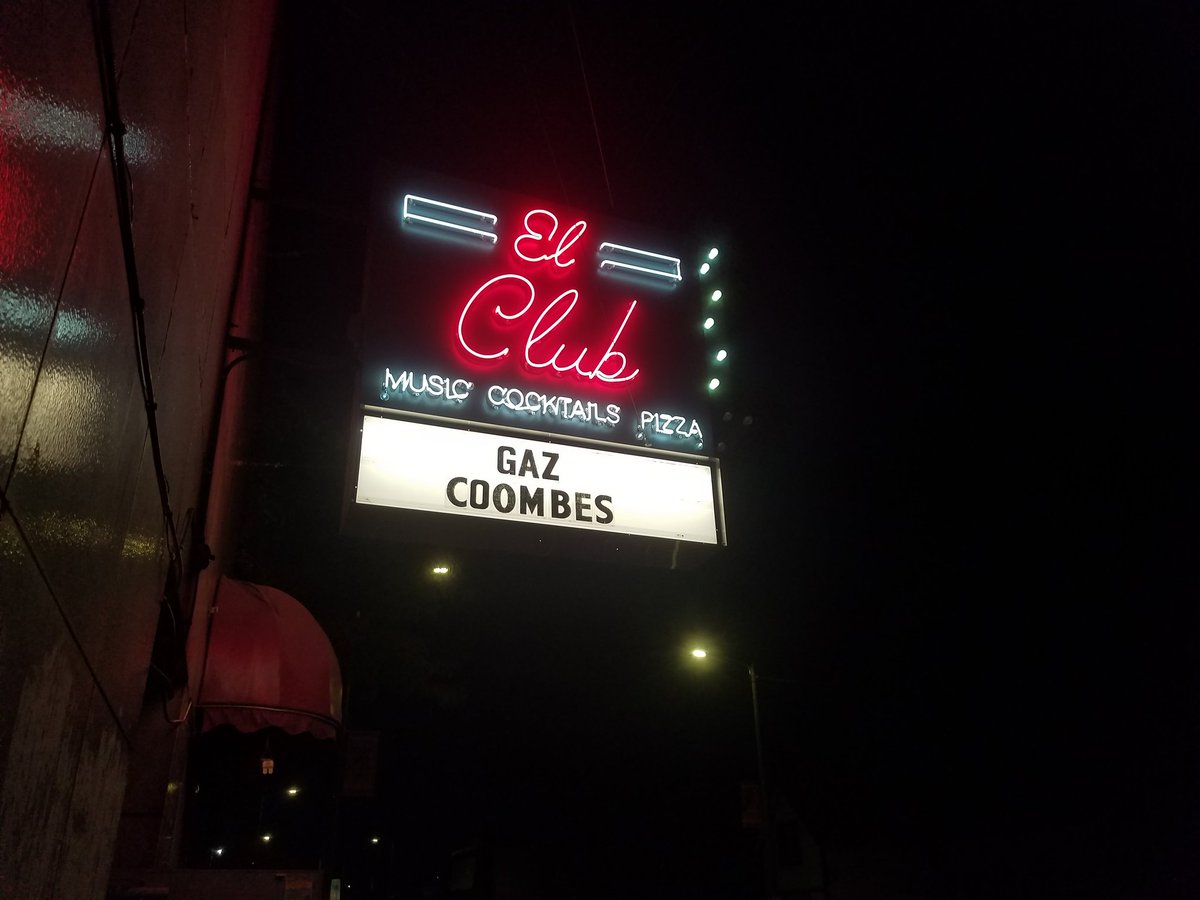 El
Club
MUSIC COCKTAILS PIZZA
GAZ
COOMBES